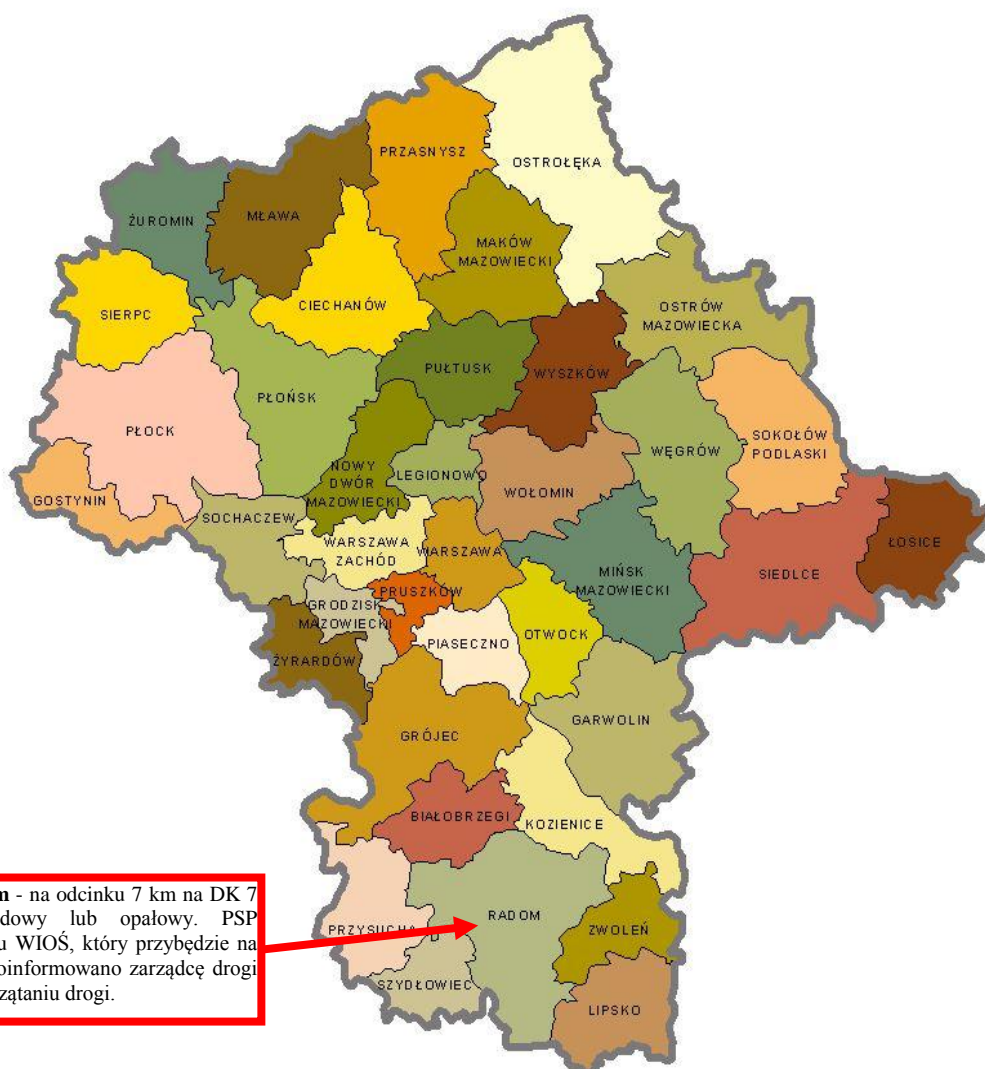 PRZASNYSZ
OSTROŁĘKA
ŻUROMIN
MŁAWA
MAKÓW
MAZOWIECKI
CIECHANÓW
SIERPC
OSTRÓW
MAZOWIECKA
PUŁTUSK
WYSZKÓW
PŁOŃSK
PŁOCK
SOKOŁÓW
PODLASKI
WĘGRÓW
NOWY
DWÓR
MAZOWIECKI
LEGIONOWO
WOŁOMIN
GOSTYNIN
SOCHACZEW
WARSZAWA
ZACHÓD
WARSZAWA
ŁOSICE
SIEDLCE
MIŃSK
MAZOWIECKI
PRUSZKÓW
GRODZISK
MAZOWIECKI
PIASECZNO
OTWOCK
ŻYRARDÓW
GARWOLIN
GRÓJEC
BIAŁOBRZEGI
KOZIENICE
m - na odcinku 7 km na DK 7
dowy lub opałowy. PSP
u WIOŚ, który przybędzie na
oinformowano zarządcę drogi
zątaniu drogi.
PRZYSUCHA
RADOM
ZWOLEŃ
SZYDŁOWIEC
LIPSKO